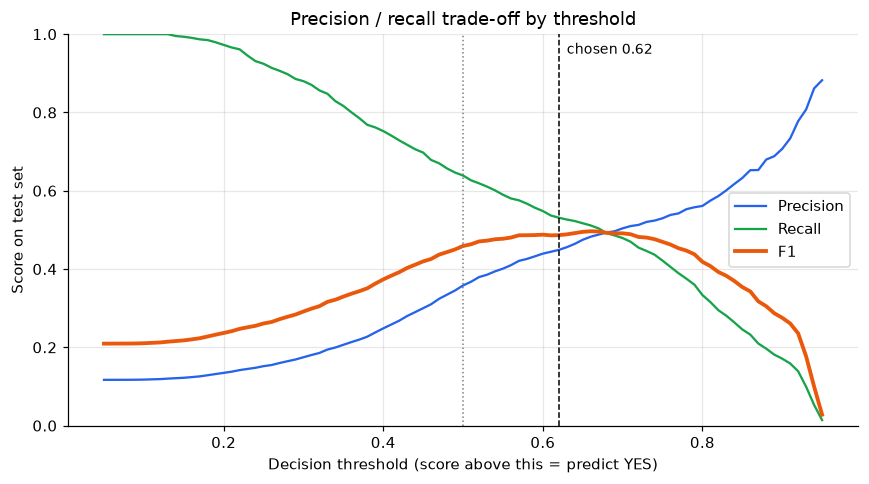 Precision / recall trade-off by threshold
chosen 0.62
1.0
0.8
0.6
0.4
0.2
0.0
Score on test set
Precision
Recall
F1
0.2 0.4 0.6 0.8
Decision threshold (score above this = predict YES)